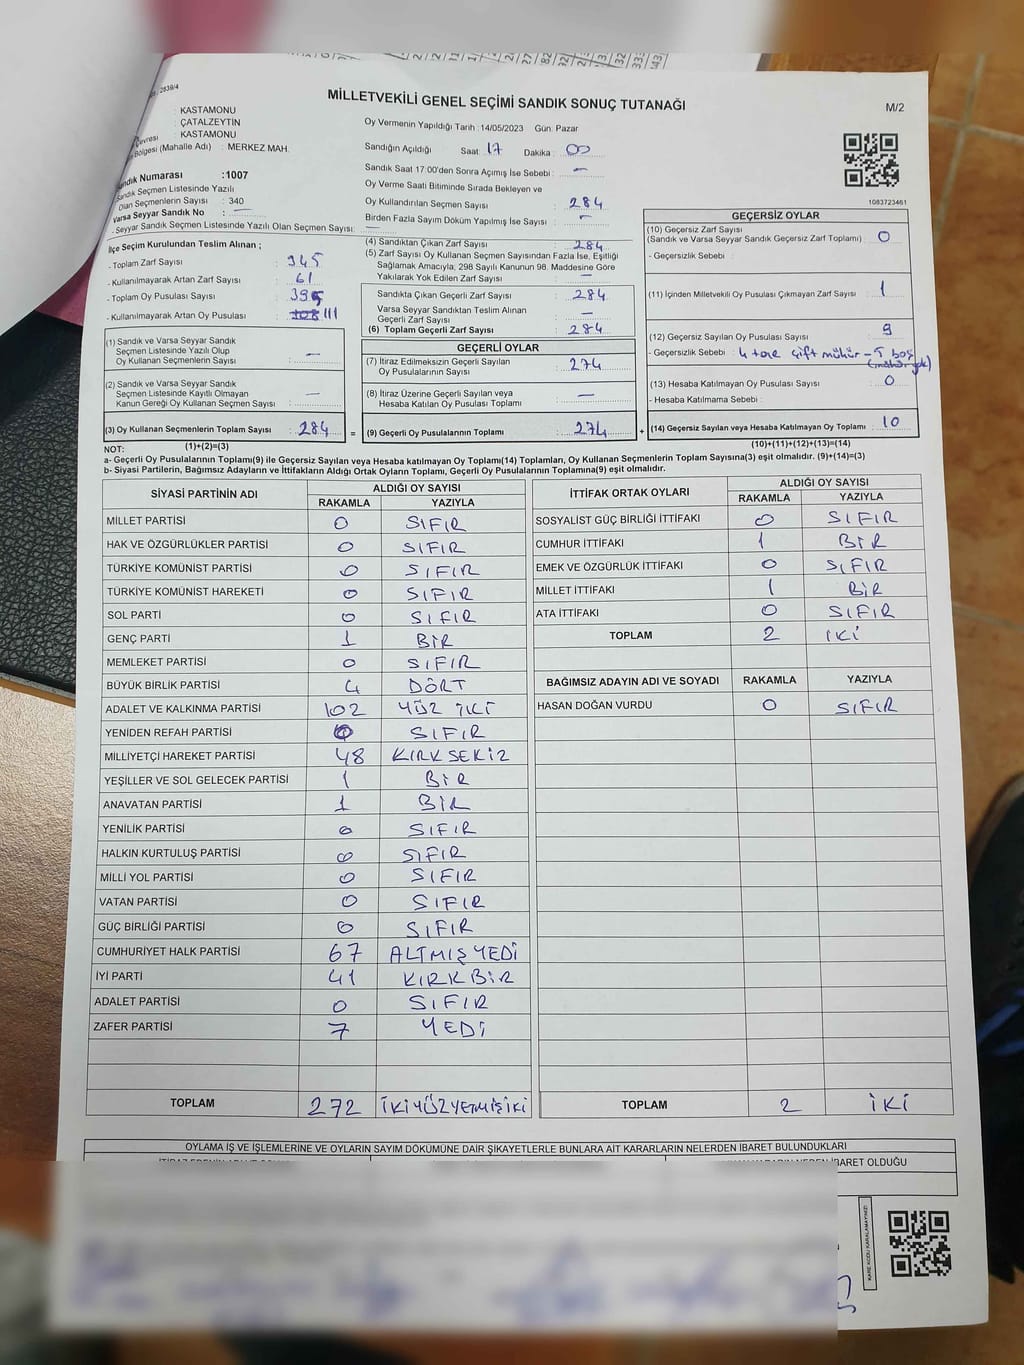 2839/4
MİLLETVEKİLİ GENEL SEÇİMİ SANDIK SONUÇ TUTANAĞI
M/2
: KASTAMONU
: ÇATALZEYTİN
: KASTAMONU
Bölgesi (Mahalle Adı) : MERKEZ MAH.
Oy Vermenin Yapıldığı Tarih : 14/05/2023 Gün: Pazar
Sandığın Açıldığı Saat: 17 Dakika : 00
Sandık Saat 17:00'den Sonra Açımış İse Sebebi : —
Sandık Numarası :1007
Sandık Seçmen Listesinde Yazılı
Olan Seçmenlerin Sayısı : 340
Varsa Seyyar Sandık No : —
. Seyyar Sandık Seçmen Listesinde Yazılı Olan Seçmen Sayısı: —
Oy Verme Saati Bitiminde Sırada Bekleyen ve
Oy Kullandırılan Seçmen Sayısı : 284
Birden Fazla Sayım Döküm Yapılmış İse Sayısı : —
1083723461
İlçe Seçim Kurulundan Teslim Alınan ;
- Toplam Zarf Sayısı : 345
- Kullanılmayarak Artan Zarf Sayısı : 61
- Toplam Oy Pusulası Sayısı : 395
- Kullanılmayarak Artan Oy Pusulası : 108 111
(4) Sandıktan Çıkan Zarf Sayısı : 284
(5) Zarf Sayısı Oy Kullanan Seçmen Sayısından Fazla İse, Eşitliği
Sağlamak Amacıyla; 298 Sayılı Kanunun 98. Maddesine Göre
Yakılarak Yok Edilen Zarf Sayısı : —
Sandıkta Çıkan Geçerli Zarf Sayısı : 284
Varsa Seyyar Sandıktan Teslim Alınan
Geçerli Zarf Sayısı : —
(6) Toplam Geçerli Zarf Sayısı : 284
GEÇERSİZ OYLAR
(10) Geçersiz Zarf Sayısı
(Sandık ve Varsa Seyyar Sandık Geçersiz Zarf Toplamı) : 0
- Geçersizlik Sebebi :
(11) İçinden Milletvekili Oy Pusulası Çıkmayan Zarf Sayısı : 1
(12) Geçersiz Sayılan Oy Pusulası Sayısı : 9
- Geçersizlik Sebebi : 4 tane çift mühür - 5 boş
(mühür yok)
(13) Hesaba Katılmayan Oy Pusulası Sayısı : 0
- Hesaba Katılmama Sebebi :
(14) Geçersiz Sayılan veya Hesaba Katılmayan Oy Toplamı : 10
(1) Sandık ve Varsa Seyyar Sandık
Seçmen Listesinde Yazılı Olup
Oy Kullanan Seçmenlerin Sayısı : —
(2) Sandık ve Varsa Seyyar Sandık
Seçmen Listesinde Kayıtlı Olmayan
Kanun Gereği Oy Kullanan Seçmen Sayısı : —
(3) Oy Kullanan Seçmenlerin Toplam Sayısı : 284 =
GEÇERLİ OYLAR
(7) İtiraz Edilmeksizin Geçerli Sayılan
Oy Pusulalarının Sayısı : 274
(8) İtiraz Üzerine Geçerli Sayılan veya
Hesaba Katılan Oy Pusulası Toplamı : —
(9) Geçerli Oy Pusulalarının Toplamı : 274 +
NOT: (1)+(2)=(3) (10)+(11)+(12)+(13)=(14)
a- Geçerli Oy Pusulalarının Toplamı(9) ile Geçersiz Sayılan veya Hesaba katılmayan Oy Toplamı(14) Toplamları, Oy Kullanan Seçmenlerin Toplam Sayısına(3) eşit olmalıdır. (9)+(14)=(3)
b- Siyasi Partilerin, Bağımsız Adayların ve İttifakların Aldığı Ortak Oyların Toplamı, Geçerli Oy Pusulalarının Toplamına(9) eşit olmalıdır.
SİYASİ PARTİNİN ADI ALDIĞI OY SAYISI
RAKAMLA YAZIYLA
MİLLET PARTİSİ 0 SIFIR
HAK VE ÖZGÜRLÜKLER PARTİSİ 0 SIFIR
TÜRKİYE KOMÜNİST PARTİSİ 0 SIFIR
TÜRKİYE KOMÜNİST HAREKETİ 0 SIFIR
SOL PARTİ 0 SIFIR
GENÇ PARTİ 1 BİR
MEMLEKET PARTİSİ 0 SIFIR
BÜYÜK BİRLİK PARTİSİ 4 DÖRT
ADALET VE KALKINMA PARTİSİ 102 YÜZ İKİ
YENİDEN REFAH PARTİSİ 0 SIFIR
MİLLİYETÇİ HAREKET PARTİSİ 48 KIRK SEKİZ
YEŞİLLER VE SOL GELECEK PARTİSİ 1 BİR
ANAVATAN PARTİSİ 1 BİR
YENİLİK PARTİSİ 0 SIFIR
HALKIN KURTULUŞ PARTİSİ 0 SIFIR
MİLLİ YOL PARTİSİ 0 SIFIR
VATAN PARTİSİ 0 SIFIR
GÜÇ BİRLİĞİ PARTİSİ 0 SIFIR
CUMHURİYET HALK PARTİSİ 67 ALTMIŞ YEDİ
İYİ PARTİ 41 KIRK BİR
ADALET PARTİSİ 0 SIFIR
ZAFER PARTİSİ 7 YEDİ
TOPLAM 272 İKİYÜZYETMİŞİKİ
İTTİFAK ORTAK OYLARI ALDIĞI OY SAYISI
RAKAMLA YAZIYLA
SOSYALİST GÜÇ BİRLİĞİ İTTİFAKI 0 SIFIR
CUMHUR İTTİFAKI 1 BİR
EMEK VE ÖZGÜRLÜK İTTİFAKI 0 SIFIR
MİLLET İTTİFAKI 1 BİR
ATA İTTİFAKI 0 SIFIR
TOPLAM 2 İKİ
BAĞIMSIZ ADAYIN ADI VE SOYADI RAKAMLA YAZIYLA
HASAN DOĞAN VURDU 0 SIFIR
TOPLAM 2 İKİ
OYLAMA İŞ VE İŞLEMLERİNE VE OYLARIN SAYIM DÖKÜMÜNE DAİR ŞİKAYETLERLE BUNLARA AİT KARARLARIN NELERDEN İBARET BULUNDUKLARI
İBARET OLDUĞU
KARE KODU KARALAMAYINIZ!